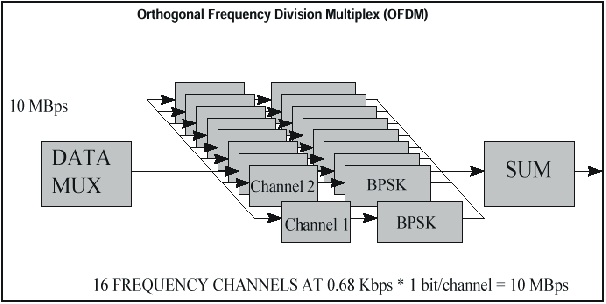 Orthogonal Frequency Division Multiplex (OFDM)
10 MBps
DATA
MUX
Channel 2
BPSK
Channel 1
BPSK
SUM
16 FREQUENCY CHANNELS AT 0.68 Kbps * 1 bit/channel = 10 MBps